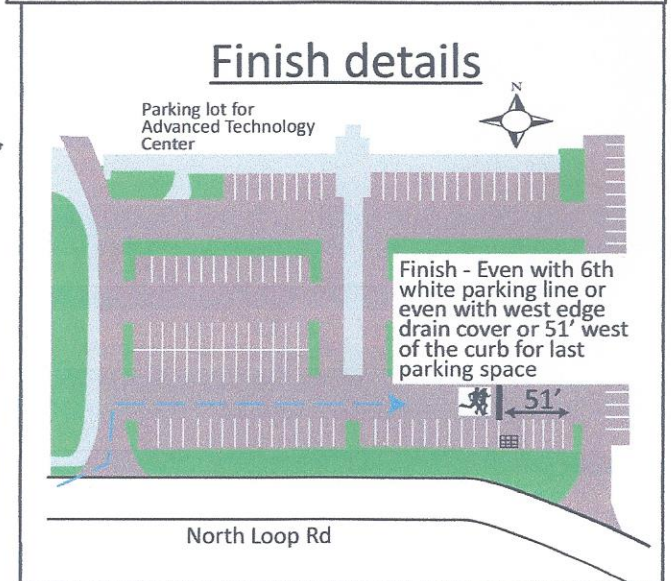 Finish details
N
Parking lot for
Advanced Technology
Center
Finish - Even with 6th
white parking line or
even with west edge
drain cover or 51' west
of the curb for last
parking space
51'
North Loop Rd